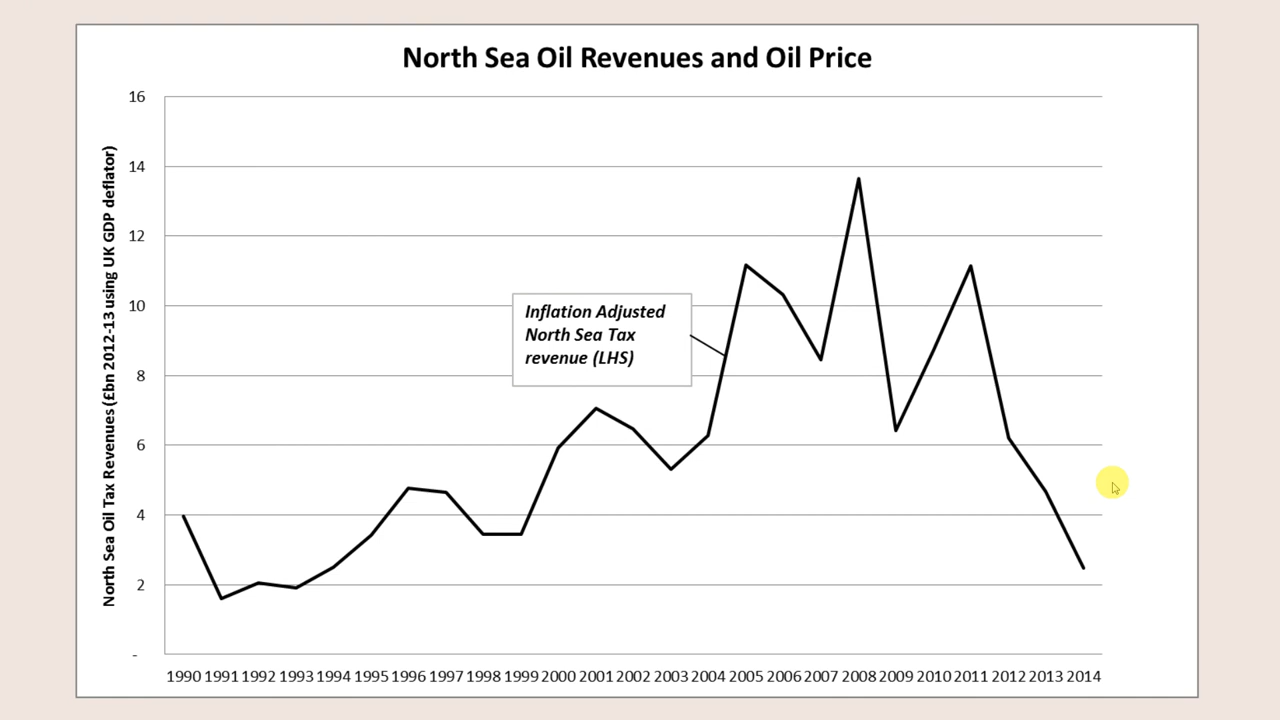 North Sea Oil Revenues and Oil Price
North Sea Oil Tax Revenues (£bn 2012-13 using UK GDP deflator)
16
14
12
10
8
6
4
2
-
Inflation Adjusted
North Sea Tax
revenue (LHS)
1990 1991 1992 1993 1994 1995 1996 1997 1998 1999 2000 2001 2002 2003 2004 2005 2006 2007 2008 2009 2010 2011 2012 2013 2014